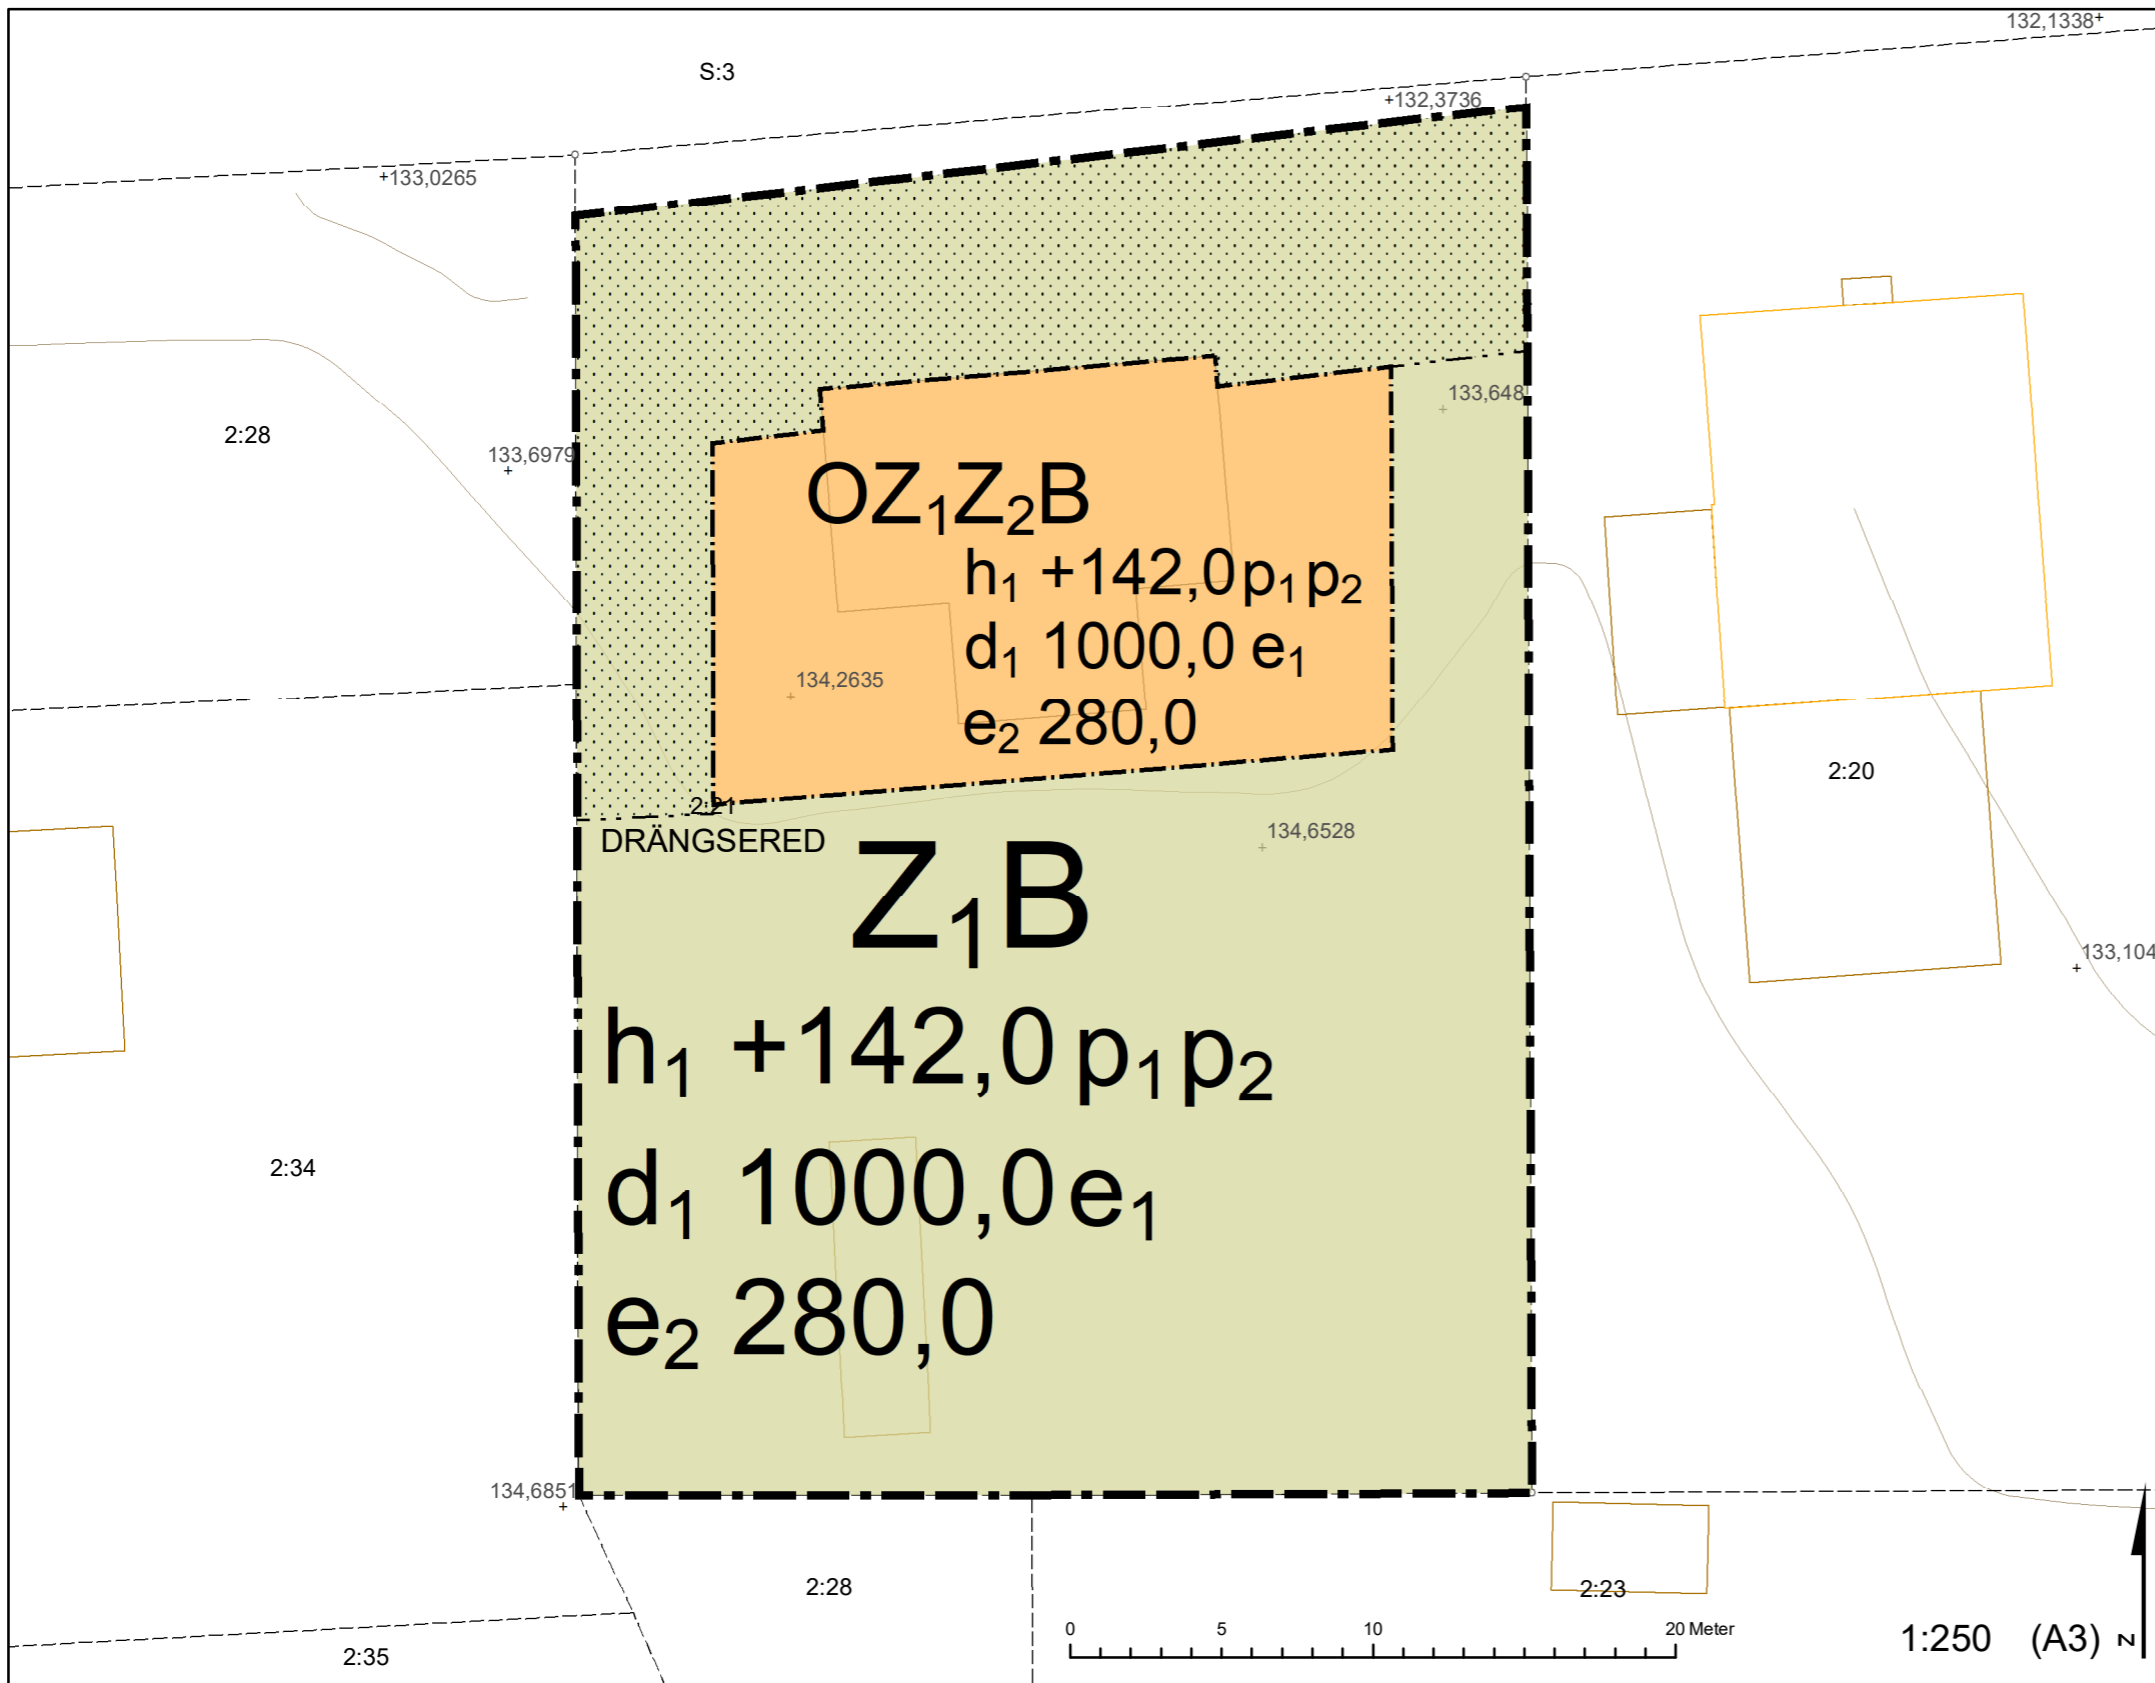 132,1338+
S:3
+132,3736
+133,0265
133,648
2:28
133,6979
OZ₁Z₂B
h₁ +142,0 p₁ p₂
d₁ 1000,0 e₁
134,2635
e₂ 280,0
2:20
2:21
DRÄNGSERED
134,6528
Z₁B
133,104
h₁ +142,0 p₁ p₂
2:34
d₁ 1000,0 e₁
e₂ 280,0
134,6851
2:28
2:23
0 5 10 20 Meter
1:250 (A3) N
2:35